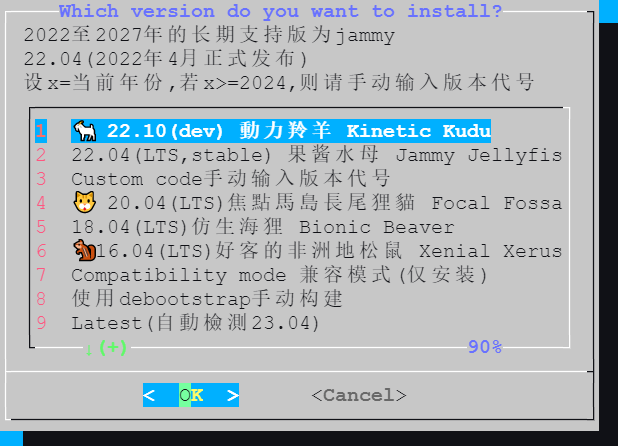 Which version do you want to install?
2022至2027年的长期支持版为jammy
22.04(2022年4月正式发布)
设x=当前年份,若x>=2024,则请手动输入版本代号
1 🐐 22.10(dev) 動力羚羊 Kinetic Kudu
2 22.04(LTS,stable) 果酱水母 Jammy Jellyfis
3 Custom code手动输入版本代号
4 🐱 20.04(LTS)焦點馬島長尾狸貓 Focal Fossa
5 18.04(LTS)仿生海狸 Bionic Beaver
6 🐿16.04(LTS)好客的非洲地松鼠 Xenial Xerus
7 Compatibility mode 兼容模式(仅安装)
8 使用debootstrap手动构建
9 Latest(自動檢測23.04)
↓(+) 90%
< OK > <Cancel>